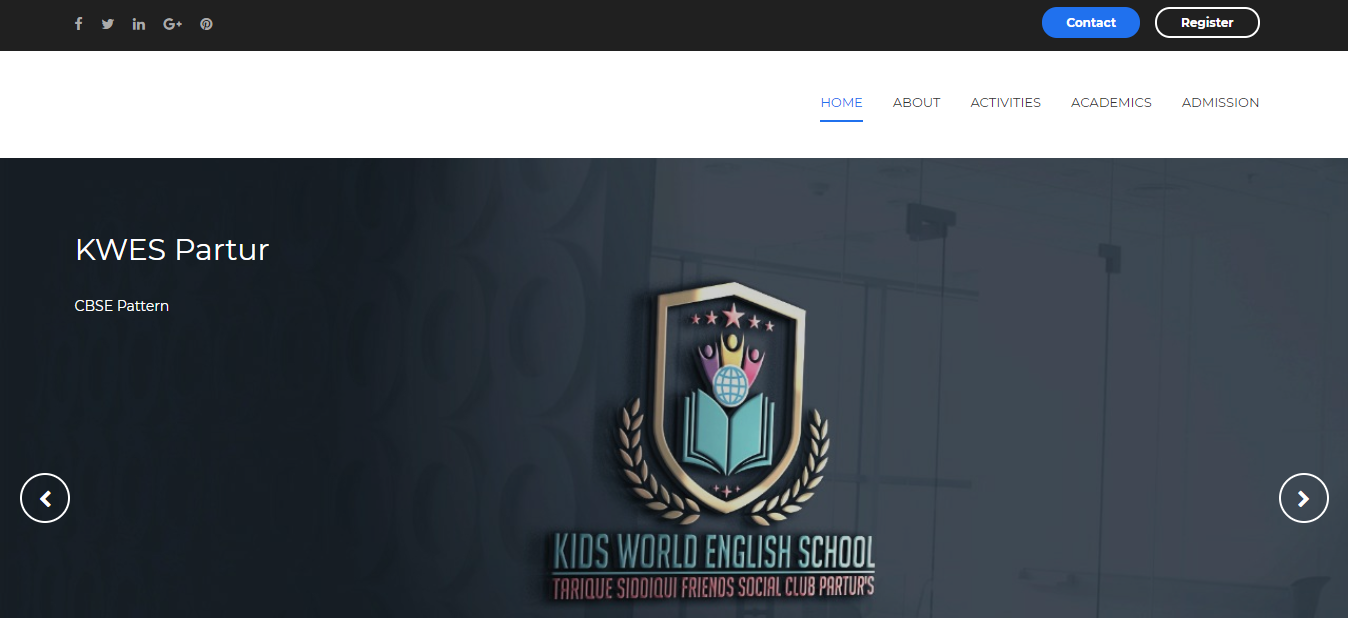 Contact Register
HOME ABOUT ACTIVITIES ACADEMICS ADMISSION
KWES Partur
CBSE Pattern
KIDS WORLD ENGLISH SCHOOL
TARIQUE SIDDIQUI FRIENDS SOCIAL CLUB PARTUR'S